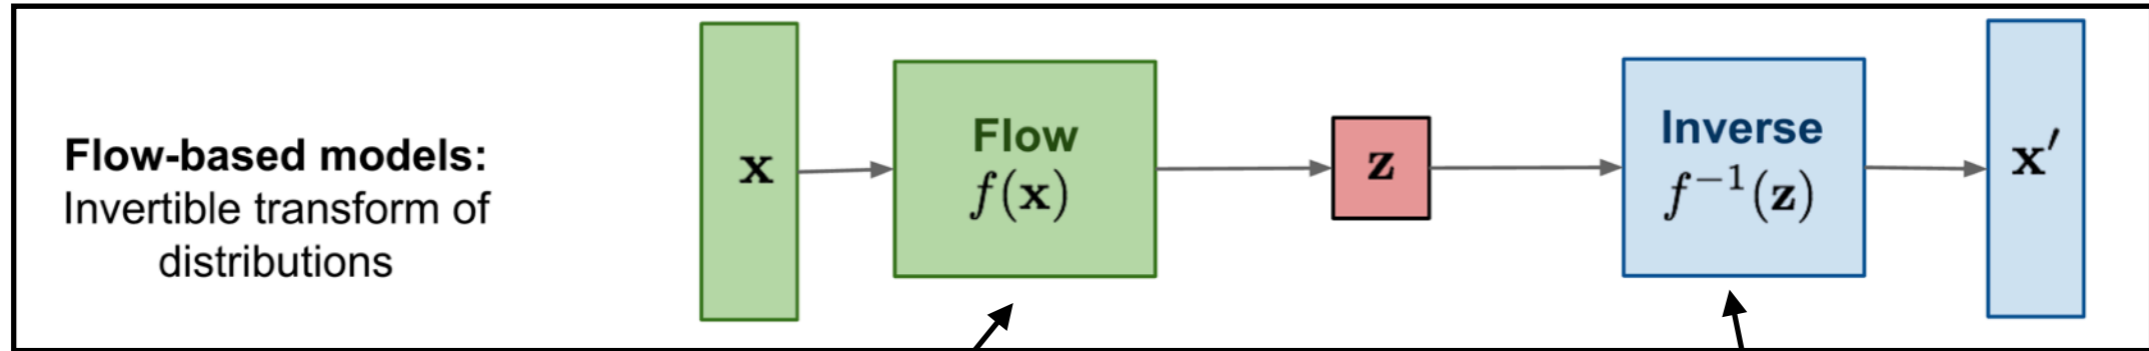 Flow-based models:
Invertible transform of
distributions
x
Flow
f(x)
z
Inverse
f⁻¹(z)
x′